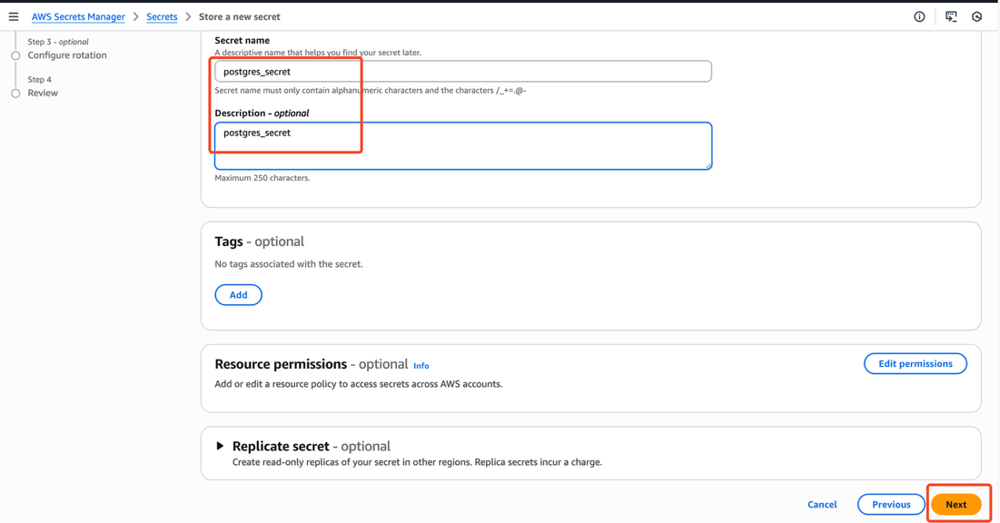 AWS Secrets Manager > Secrets > Store a new secret
Step 3 - optional
Configure rotation
Step 4
Review
Secret name
A descriptive name that helps you find your secret later.
postgres_secret
Secret name must only contain alphanumeric characters and the characters /_+=.@-
Description - optional
postgres_secret
Maximum 250 characters.
Tags - optional
No tags associated with the secret.
Add
Resource permissions - optional Info
Edit permissions
Add or edit a resource policy to access secrets across AWS accounts.
Replicate secret - optional
Create read-only replicas of your secret in other regions. Replica secrets incur a charge.
Cancel
Previous
Next